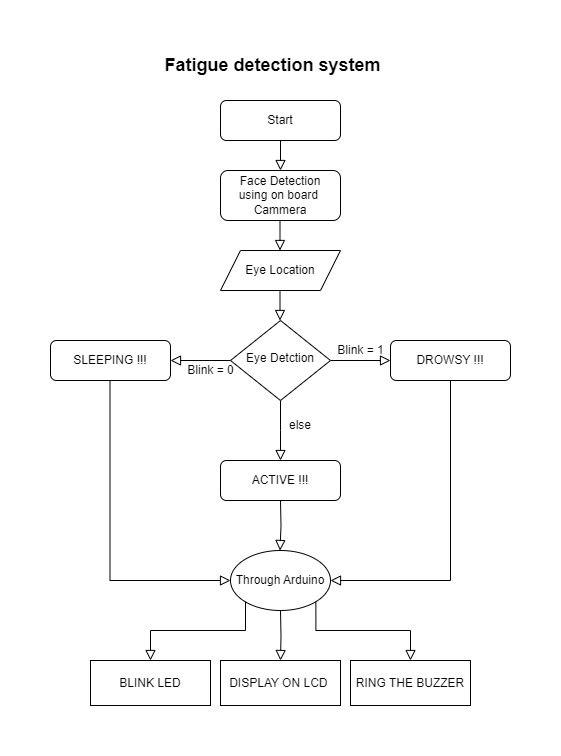 Fatigue detection system
Start
Face Detection
using on board
Cammera
Eye Location
Eye Detction
Blink = 0
Blink = 1
SLEEPING !!!
DROWSY !!!
else
ACTIVE !!!
Through Arduino
BLINK LED
DISPLAY ON LCD
RING THE BUZZER